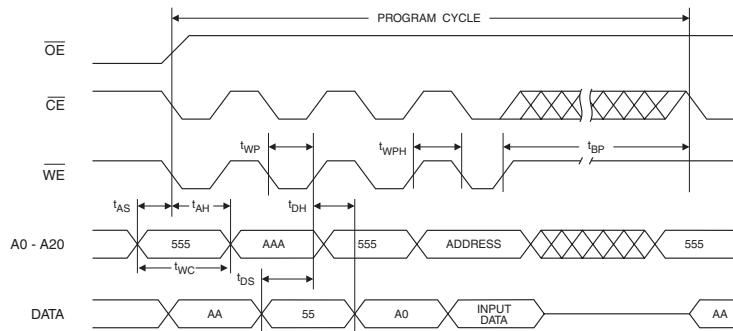 PROGRAM CYCLE
OE
CE
tWP
tWPH
tBP
WE
tAS
tAH
tDH
A0 - A20
555
AAA
555
ADDRESS
555
tWC
tDS
DATA
AA
55
A0
INPUT
DATA
AA